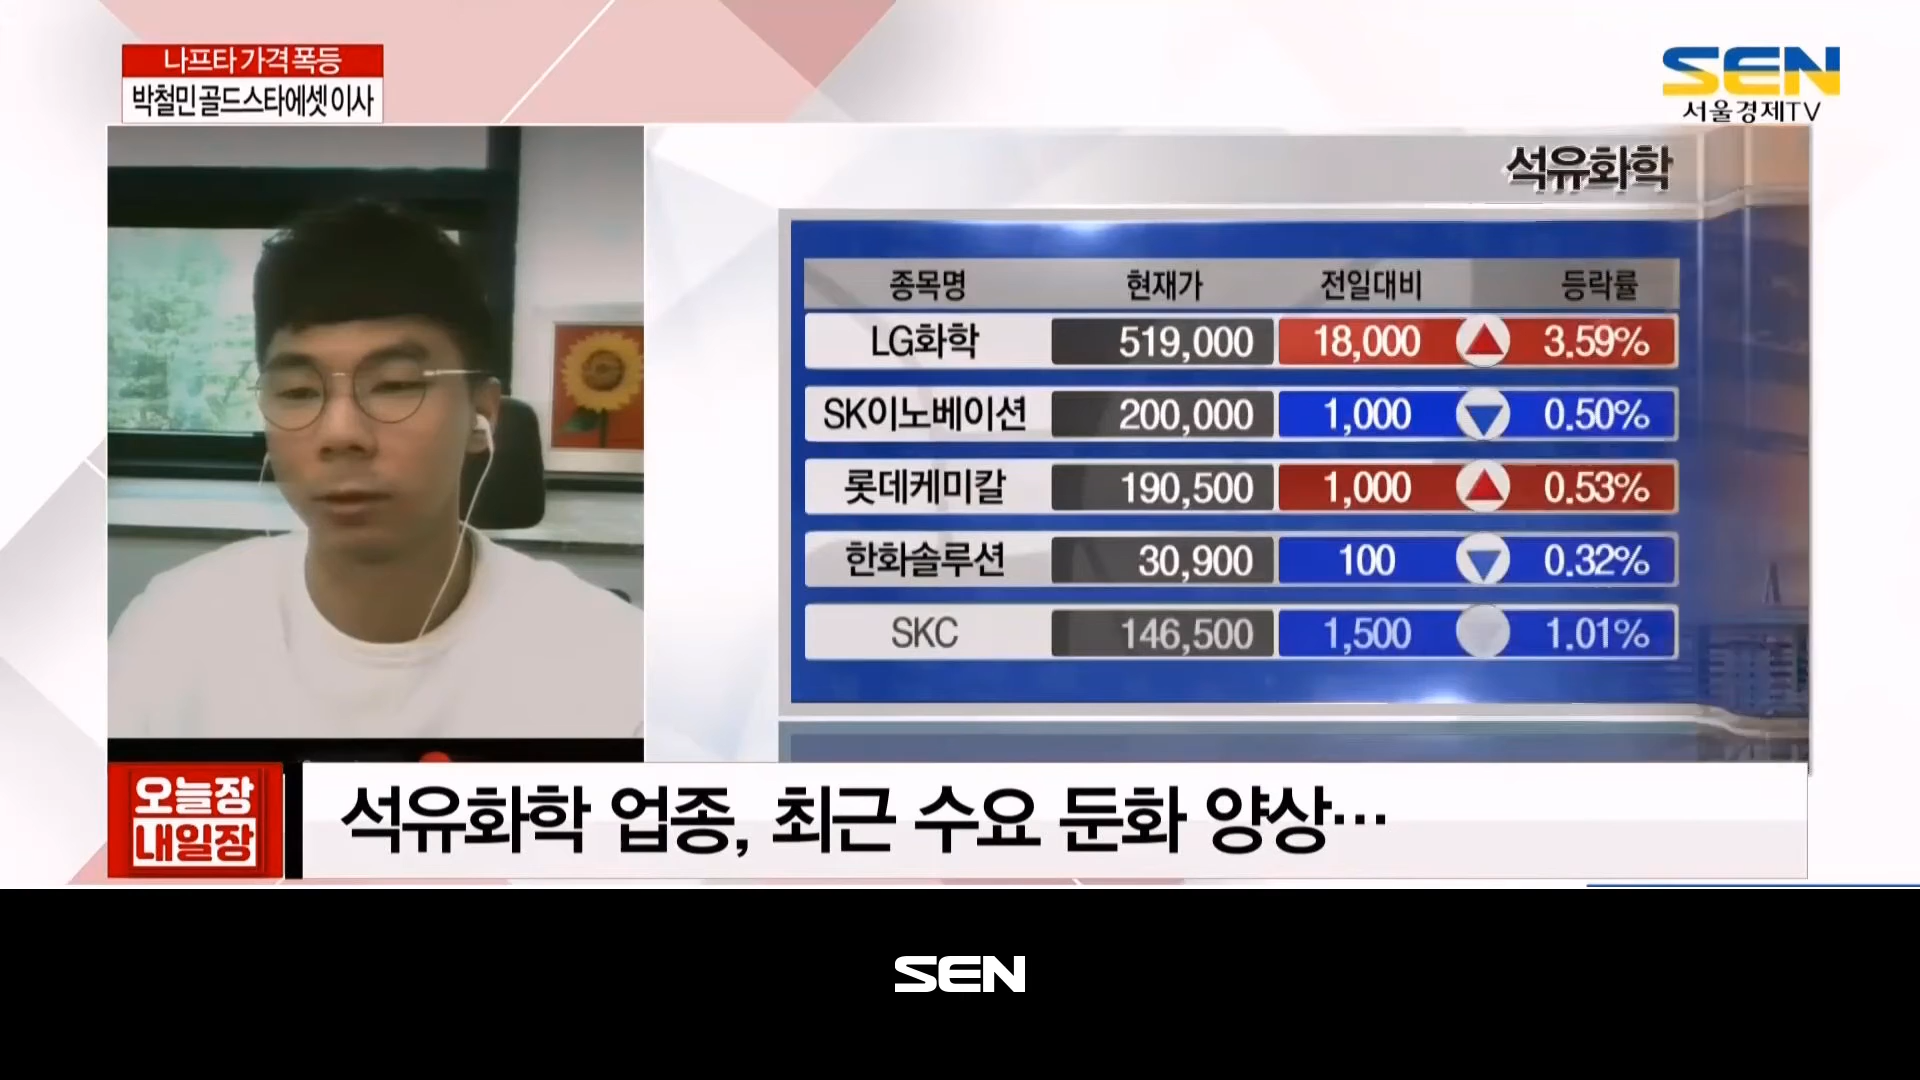 나프타 가격 폭등
박철민 골드스타에셋 이사
SEN
서울경제TV
석유화학
종목명 현재가 전일대비 등락률
LG화학 519,000 18,000 ▲ 3.59%
SK이노베이션 200,000 1,000 ▼ 0.50%
롯데케미칼 190,500 1,000 ▲ 0.53%
한화솔루션 30,900 100 ▼ 0.32%
SKC 146,500 1,500 ▼ 1.01%
오늘장
내일장
석유화학 업종, 최근 수요 둔화 양상…
SEN